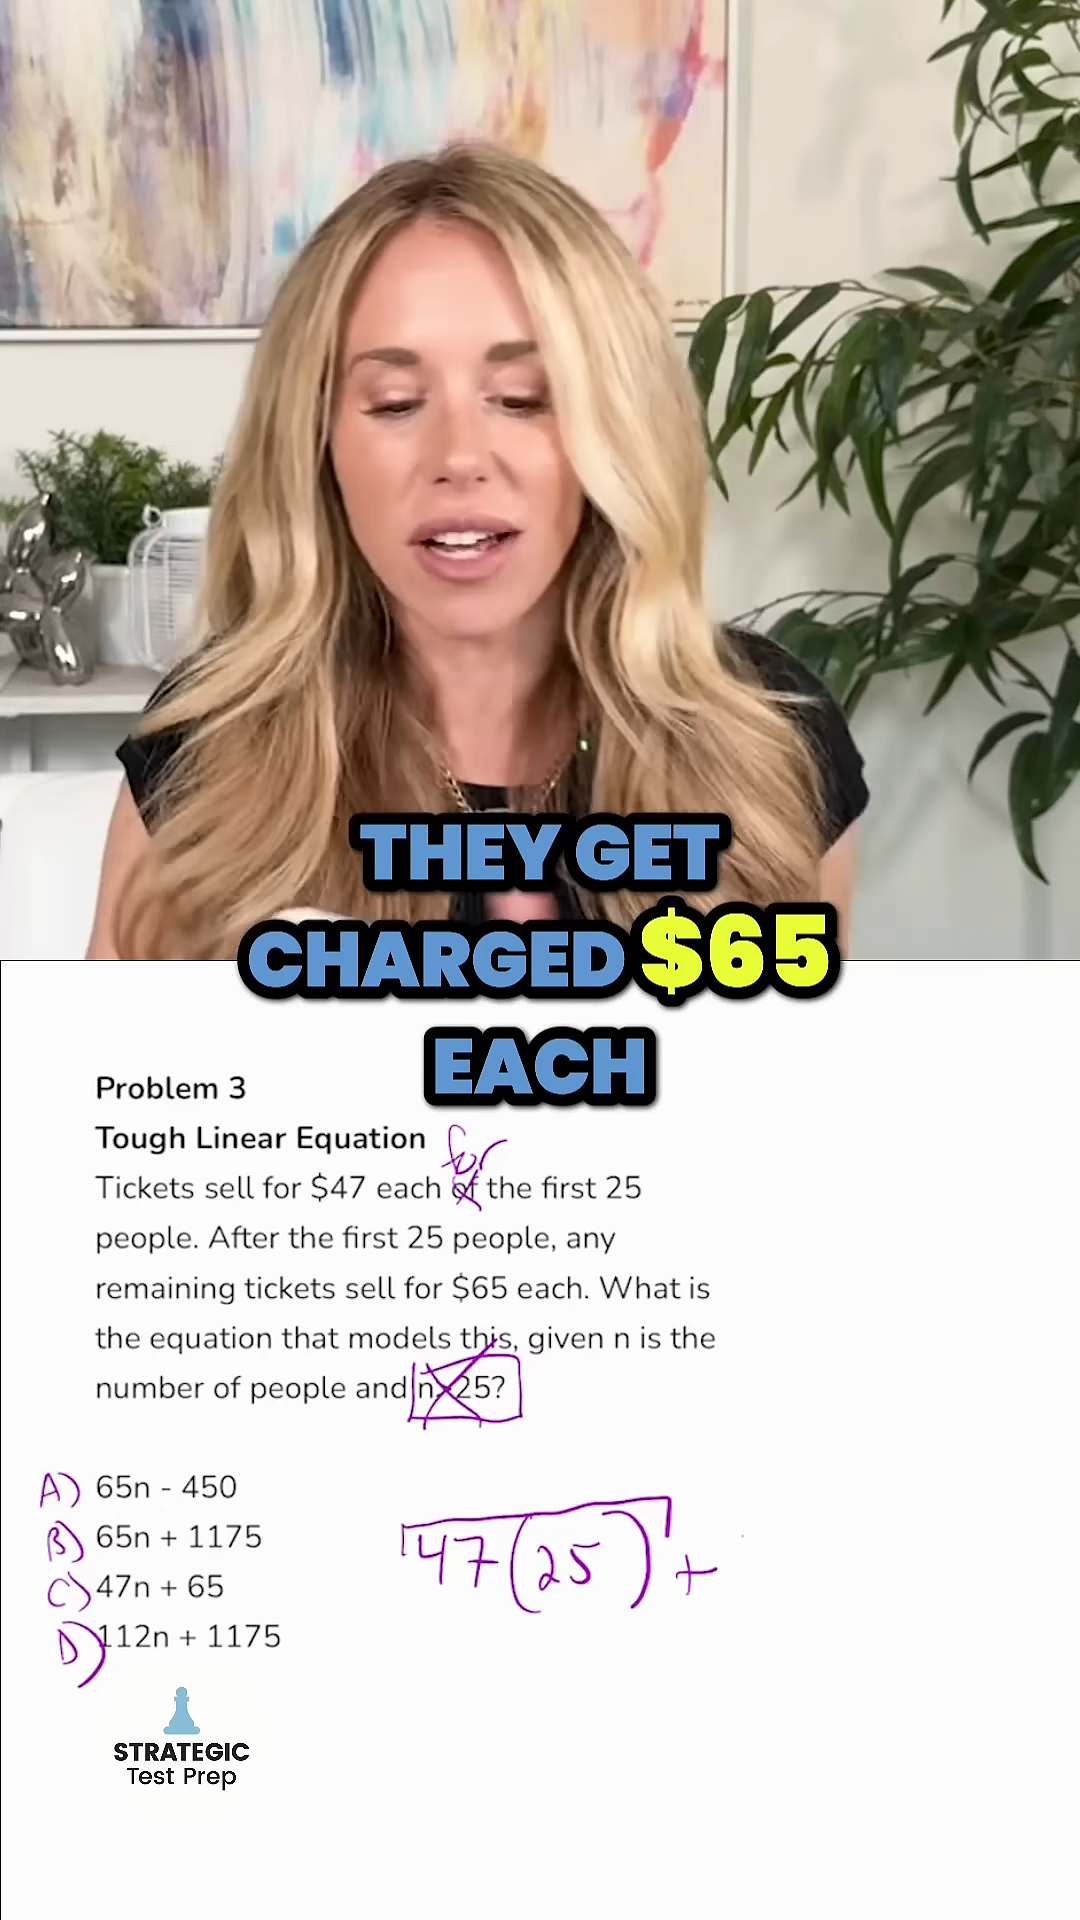 THEY GET
CHARGED $65
EACH
Problem 3
Tough Linear Equation
for
Tickets sell for $47 each of the first 25
people. After the first 25 people, any
remaining tickets sell for $65 each. What is
the equation that models this, given n is the
number of people and n 25?
A) 65n - 450
B) 65n + 1175
C) 47n + 65
D) 112n + 1175
47(25) +
STRATEGIC
Test Prep